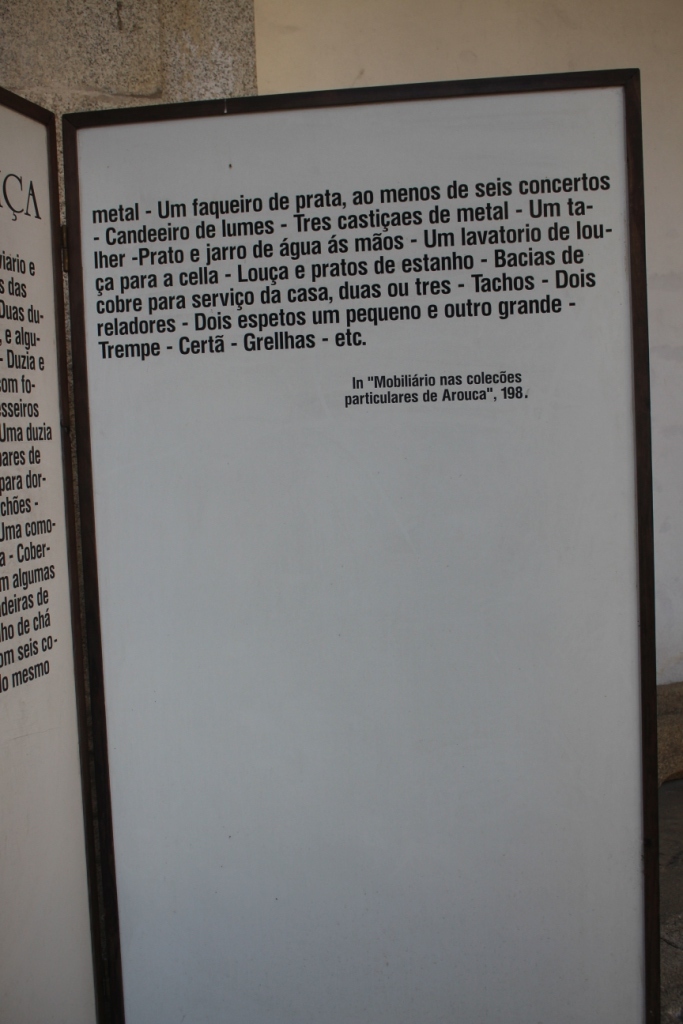 ÇA
viario e
s das
Duas du-
, e algu-
- Duzia e
com fo-
sseiros
Uma duzia
ares de
para dor-
chões -
Uma como-
a - Cober-
m algumas
deiras de
ho de chá
om seis co-
lo mesmo
metal - Um faqueiro de prata, ao menos de seis concertos
- Candeeiro de lumes - Tres castiçaes de metal - Um ta-
lher -Prato e jarro de água ás mãos - Um lavatorio de lou-
ça para a cella - Louça e pratos de estanho - Bacias de
cobre para serviço da casa, duas ou tres - Tachos - Dois
reladores - Dois espetos um pequeno e outro grande -
Trempe - Certã - Grellhas - etc.
In "Mobiliário nas colecões
particulares de Arouca", 198.